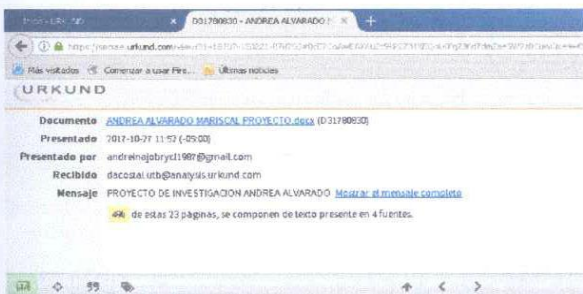 D31780830 - ANDREA ALVARADO
Más visitados Comenzar a usar Fire... Últimas noticias
URKUND
Documento ANDREA ALVARADO MARISCAL PROYECTO.docx (D31780830)
Presentado 2017-10-27 11:52 (-05:00)
Presentado por andreinajobrycl1987@gmail.com
Recibido dacostal.utb@analysis.urkund.com
Mensaje PROYECTO DE INVESTIGACION ANDREA ALVARADO Mostrar el mensaje completo
de estas 23 páginas, se componen de texto presente en 4 fuentes.